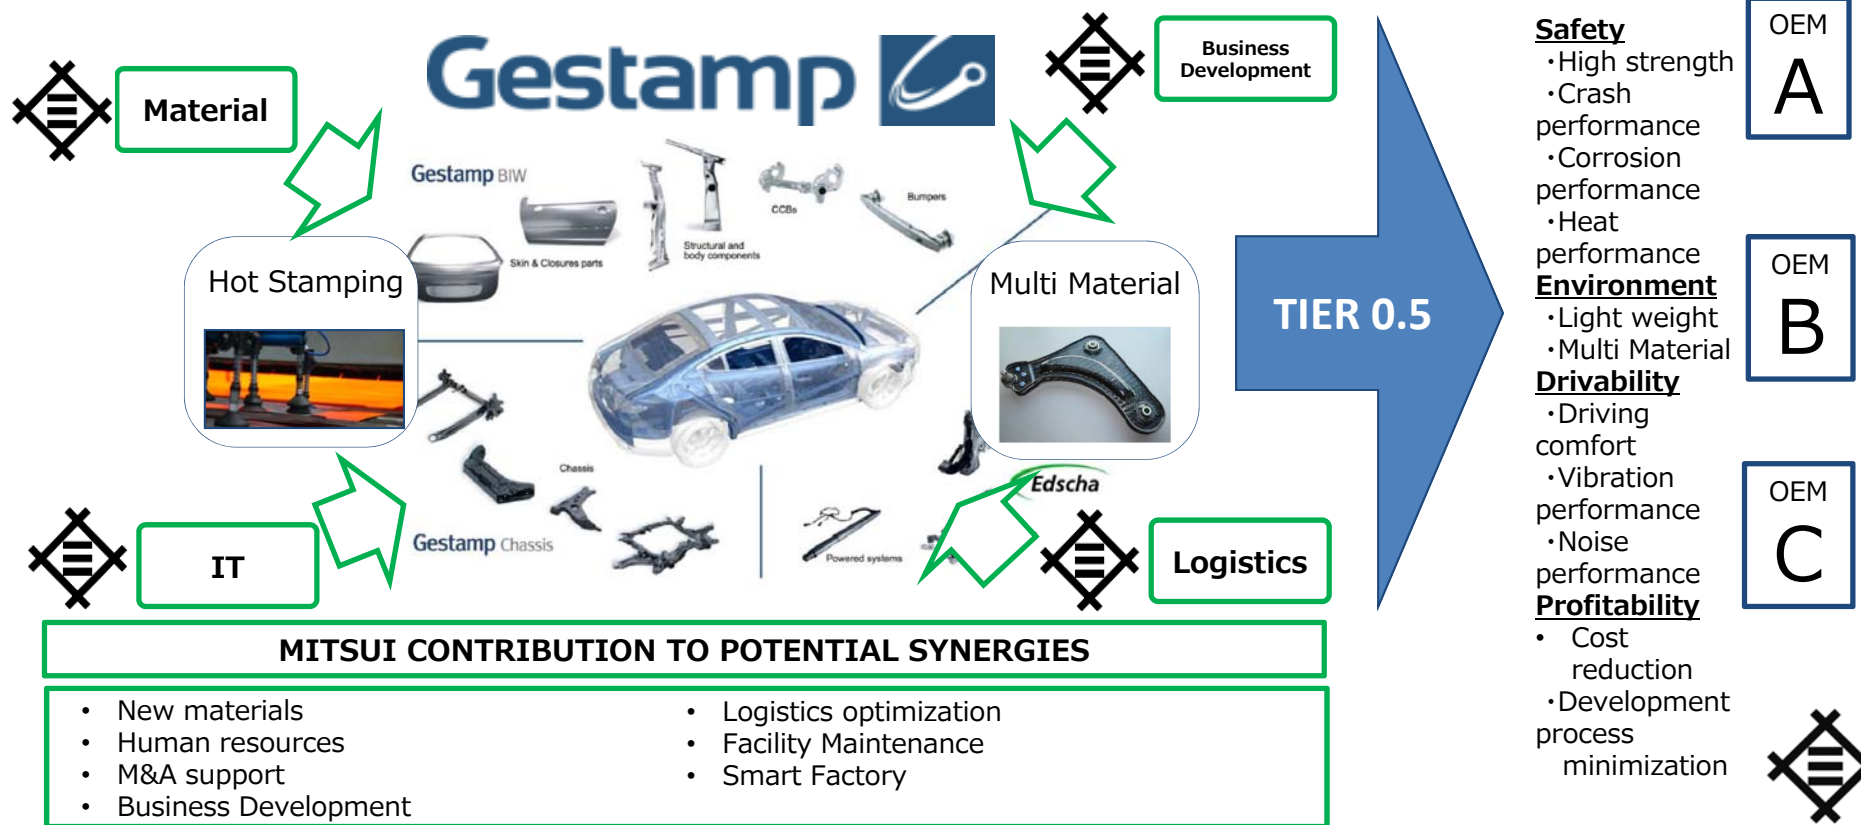 Gestamp
Material
Business
Development
Gestamp BIW
Skin & Closures parts
Structural and
body components
CCBs
Bumpers
Hot Stamping
Multi Material
Chassis
Gestamp Chassis
Powered systems
Edscha
IT
Logistics
TIER 0.5
MITSUI CONTRIBUTION TO POTENTIAL SYNERGIES
• New materials
• Human resources
• M&A support
• Business Development
• Logistics optimization
• Facility Maintenance
• Smart Factory
Safety
・High strength
・Crash
performance
・Corrosion
performance
・Heat
performance
Environment
・Light weight
・Multi Material
Drivability
・Driving
comfort
・Vibration
performance
・Noise
performance
Profitability
• Cost
reduction
・Development
process
minimization
OEM
A
OEM
B
OEM
C